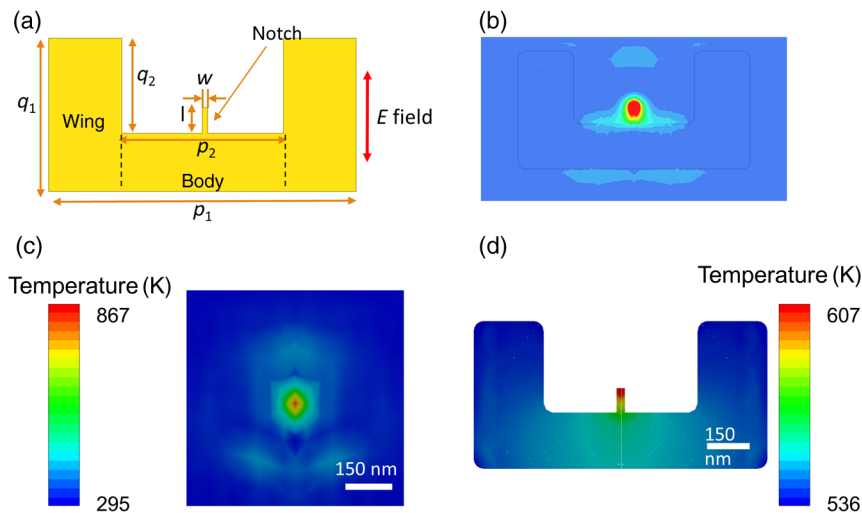 (a)
Notch
w
q1
q2
l
E field
Wing
p2
Body
p1
(b)
(c)
Temperature (K)
867
295
150 nm
(d)
Temperature (K)
607
536
150
nm